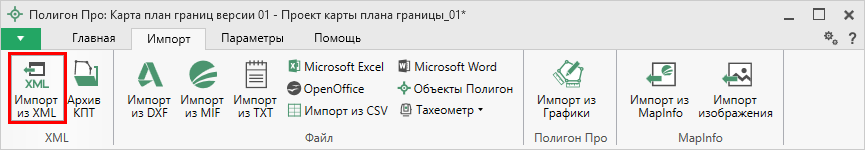 Полигон Про: Карта план границ версии 01 - Проект карты плана границы_01*
Главная Импорт Параметры Помощь
?
XML
Импорт из XML
Архив КПТ
XML
Импорт из DXF
Импорт из MIF
Импорт из TXT
Microsoft Excel
OpenOffice
Импорт из CSV
Microsoft Word
Объекты Полигон
Тахеометр
Файл
Импорт из Графики
Полигон Про
Импорт из MapInfo
Импорт изображения
MapInfo